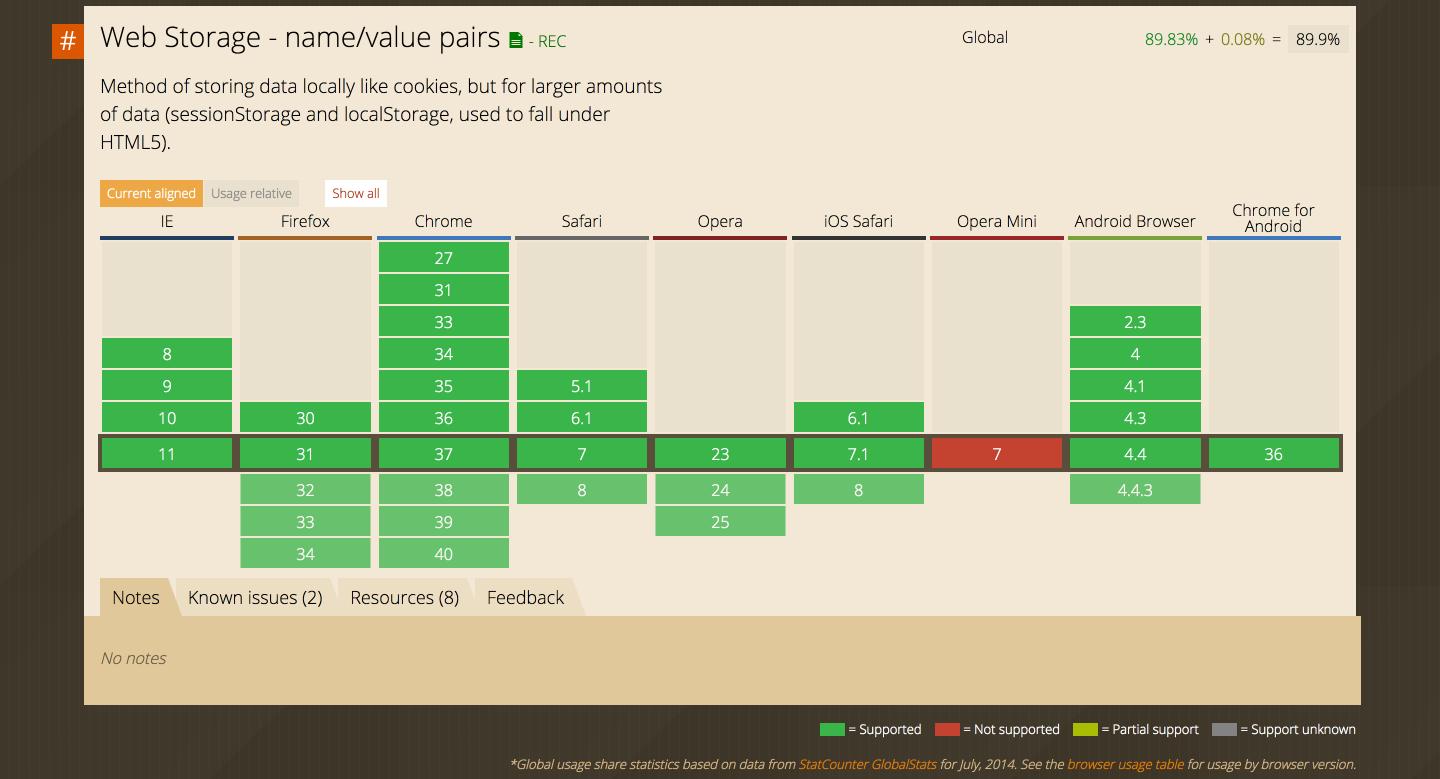 # Web Storage - name/value pairs - REC Global 89.83% + 0.08% = 89.9%
Method of storing data locally like cookies, but for larger amounts
of data (sessionStorage and localStorage, used to fall under
HTML5).
Current aligned Usage relative Show all
IE Firefox Chrome Safari Opera iOS Safari Opera Mini Android Browser Chrome for
Android
27
31
33 2.3
8 34 4
9 35 5.1 4.1
10 30 36 6.1 6.1 4.3
11 31 37 7 23 7.1 7 4.4 36
32 38 8 24 8 4.4.3
33 39 25
34 40
Notes Known issues (2) Resources (8) Feedback
No notes
= Supported = Not supported = Partial support = Support unknown
*Global usage share statistics based on data from StatCounter GlobalStats for July, 2014. See the browser usage table for usage by browser version.